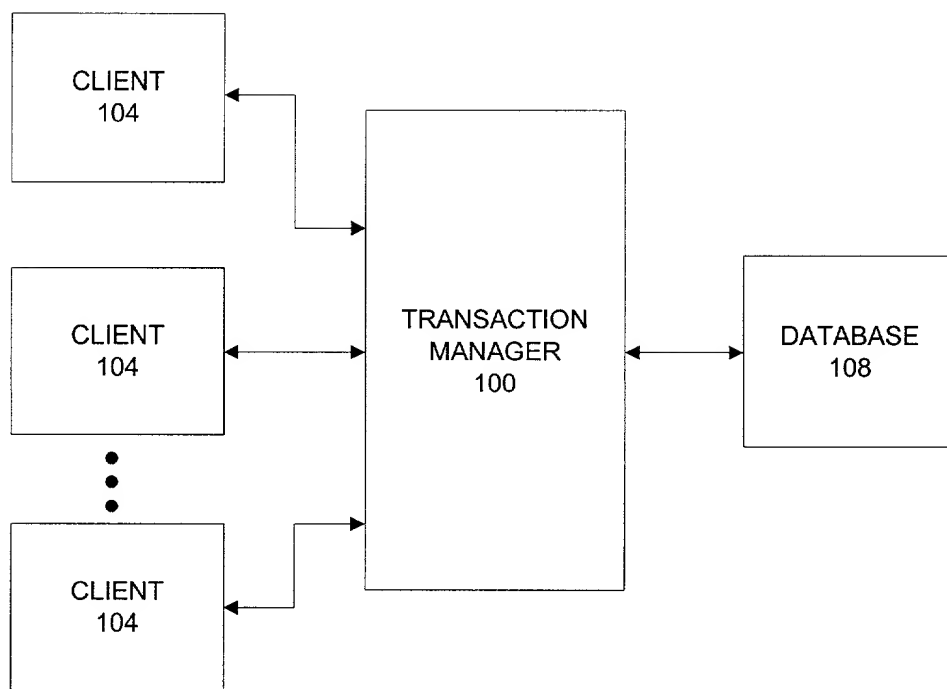 CLIENT
104
CLIENT
104
CLIENT
104
TRANSACTION
MANAGER
100
DATABASE
108